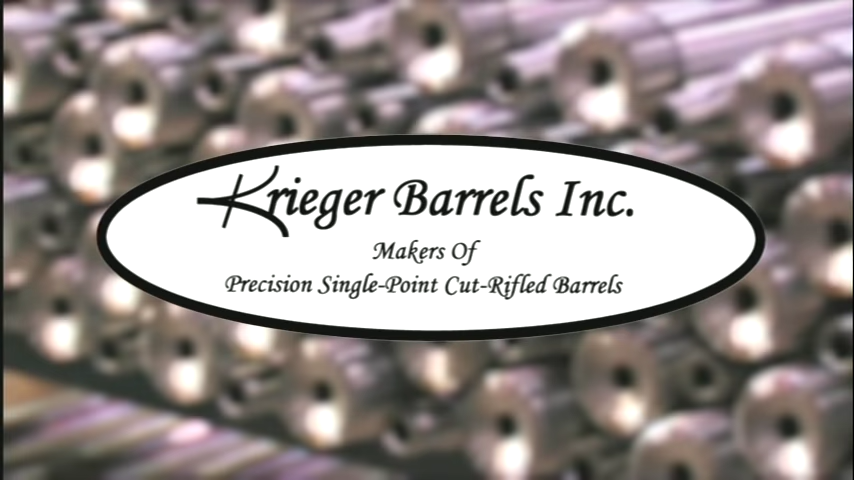 Krieger Barrels Inc.
Makers Of
Precision Single-Point Cut-Rifled Barrels